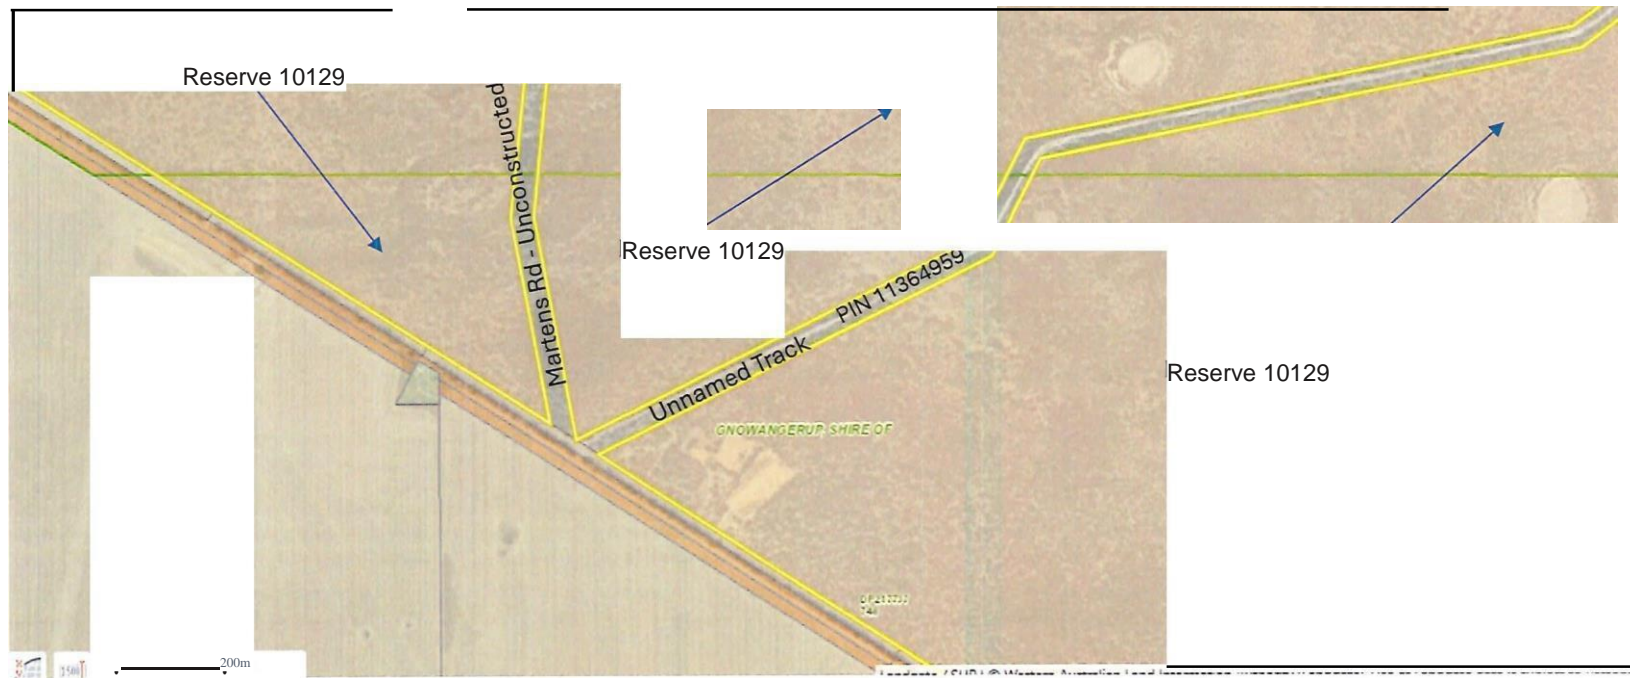 Reserve 10129
Martens Rd - Unconstructed
Reserve 10129
Unnamed Track
PIN 11364959
Reserve 10129
GNOWANGERUP, SHIRE OF
200m